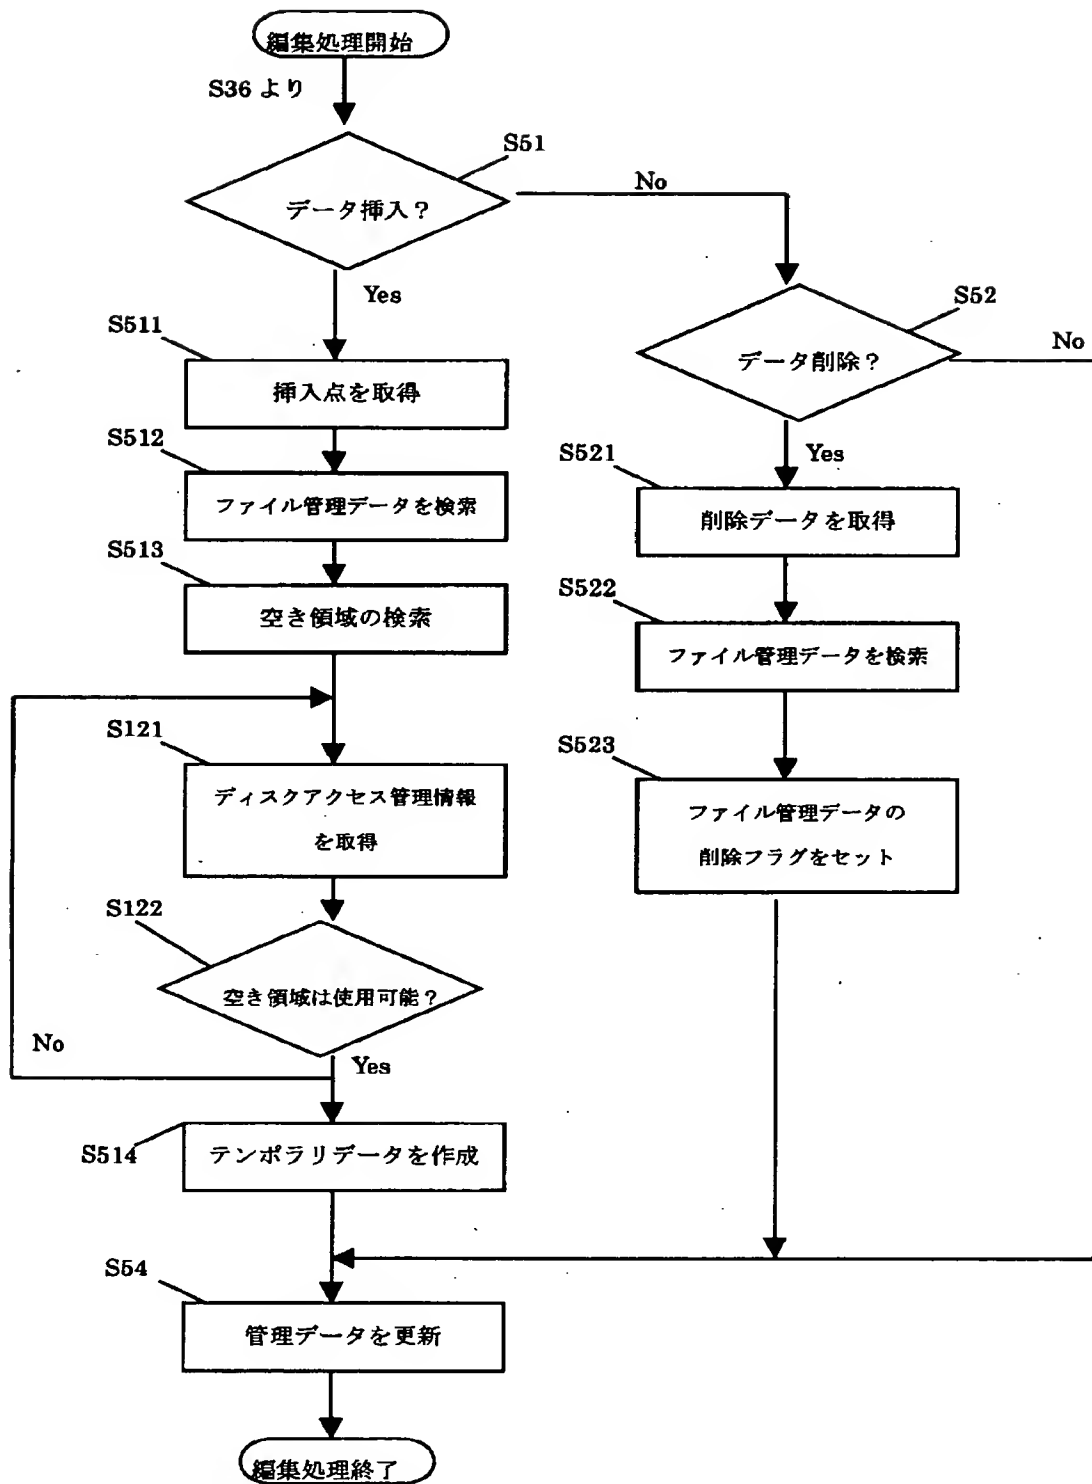 編集処理開始
S36 より
S51
データ挿入？
No
Yes
S52
データ削除？
No
Yes
S511
挿入点を取得
S512
ファイル管理データを検索
S513
空き領域の検索
S121
ディスクアクセス管理情報
を取得
S122
空き領域は使用可能？
No
Yes
S514
テンポラリデータを作成
S521
削除データを取得
S522
ファイル管理データを検索
S523
ファイル管理データの
削除フラグをセット
S54
管理データを更新
編集処理終了